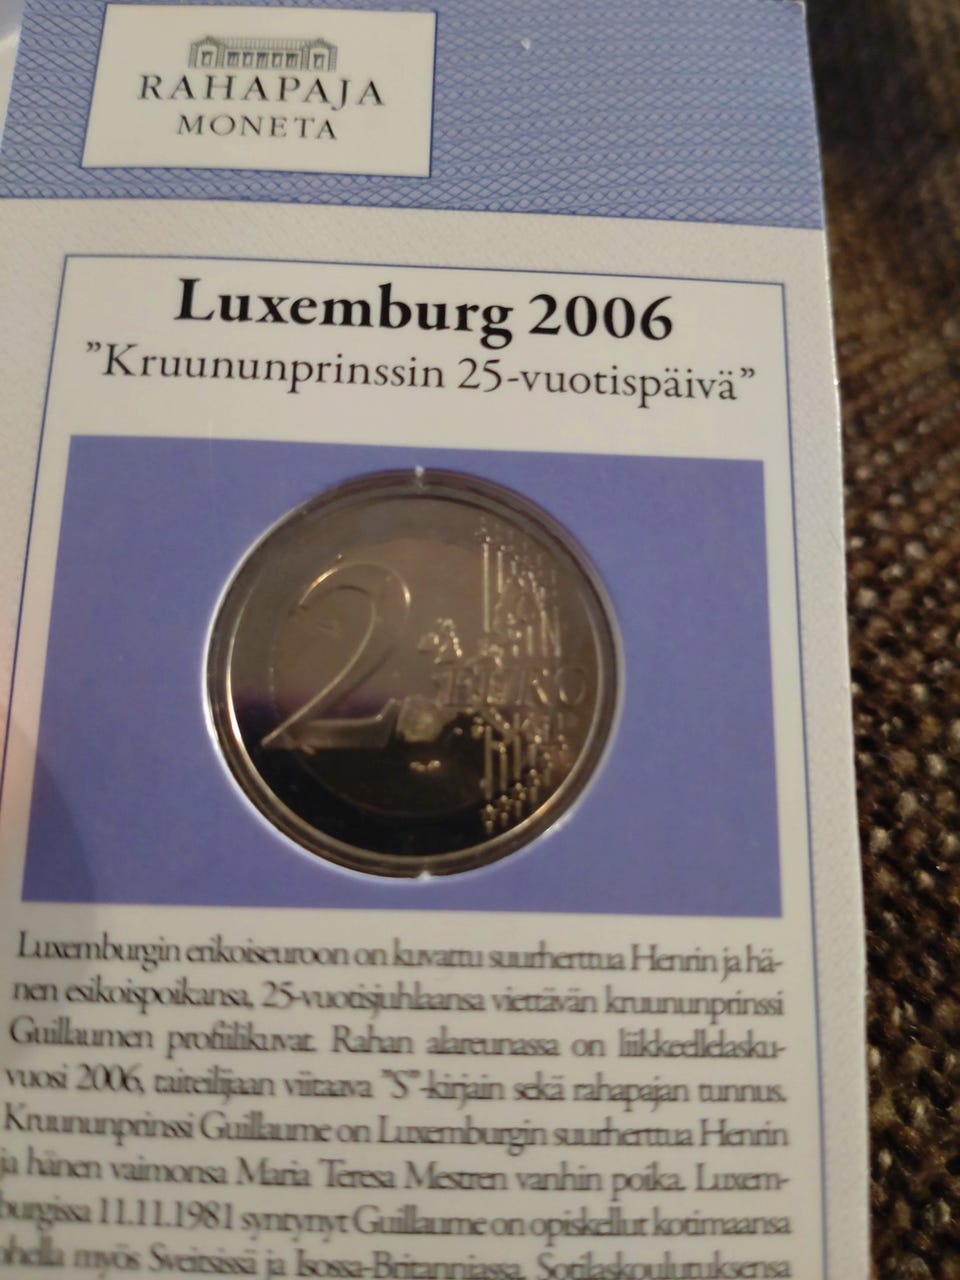 RAHAPAJA
MONETA
Luxemburg 2006
”Kruununprinssin 25-vuotispäivä”
2 EURO
Luxemburgin erikoiseuroon on kuvattu suurherttua Henrin ja hä-
nen esikoispoikansa, 25-vuotisjuhlaansa viettävän kruununprinssi
Guillaumen profiilikuvat. Rahan alareunassa on liikkeellelasku-
vuosi 2006, taiteilijaan viittaava ”S”-kirjain sekä rahapajan tunnus.
Kruununprinssi Guillaume on Luxemburgin suurherttua Henrin
ja hänen vaimonsa Maria Teresa Mestren vanhin poika. Luxem-
burgissa 11.11.1981 syntynyt Guillaume on opiskellut kotimaansa
ohella myös Sveitsissä ja Isossa-Britanniassa. Sotilaskoulutuksensa